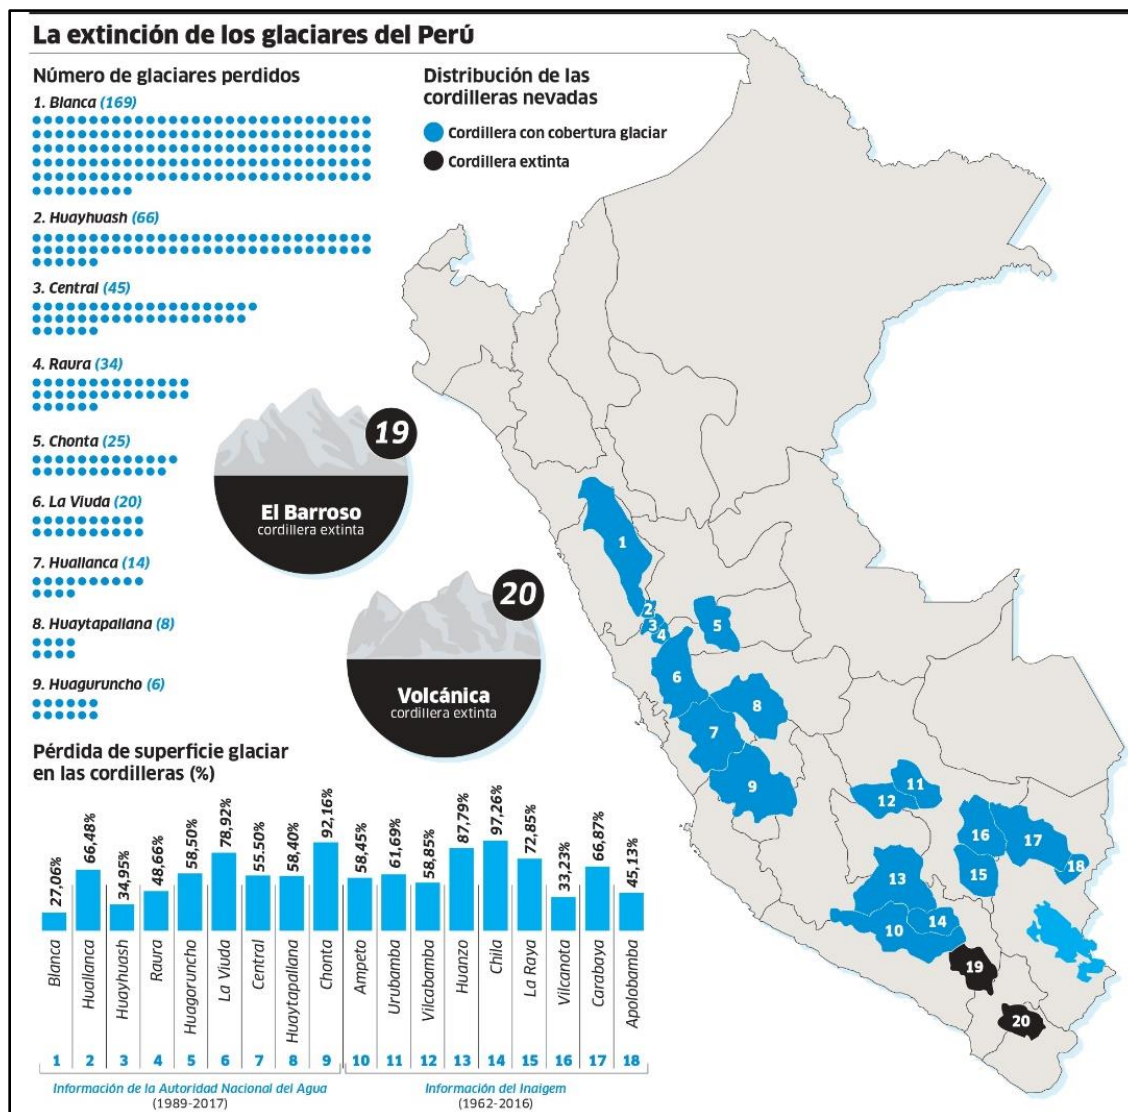 La extinción de los glaciares del Perú
Número de glaciares perdidos
1. Blanca (169)
2. Huayhuash (66)
3. Central (45)
4. Raura (34)
5. Chonta (25)
6. La Viuda (20)
7. Huallanca (14)
8. Huaytapallana (8)
9. Huaguruncho (6)
Distribución de las
cordilleras nevadas
Cordillera con cobertura glaciar
Cordillera extinta
19
El Barroso
cordillera extinta
20
Volcánica
cordillera extinta
1
2
3
4
5
6
7
8
9
10
11
12
13
14
15
16
17
18
19
20
Pérdida de superficie glaciar
en las cordilleras (%)
27,06%
66,48%
34,95%
48,66%
58,50%
78,92%
55.50%
58,40%
92,16%
58,45%
61,69%
58,85%
87,79%
97,26%
72,85%
33,23%
66,87%
45,13%
Blanca
Huallanca
Huayhuash
Raura
Huagoruncho
La Viuda
Central
Huaytapallana
Chonta
Ampeto
Urubamba
Vilcabamba
Huanzo
Chila
La Raya
Vilcanota
Carabaya
Apolobamba
1 2 3 4 5 6 7 8 9 10 11 12 13 14 15 16 17 18
Información de la Autoridad Nacional del Agua
(1989-2017)
Información del Inaigem
(1962-2016)